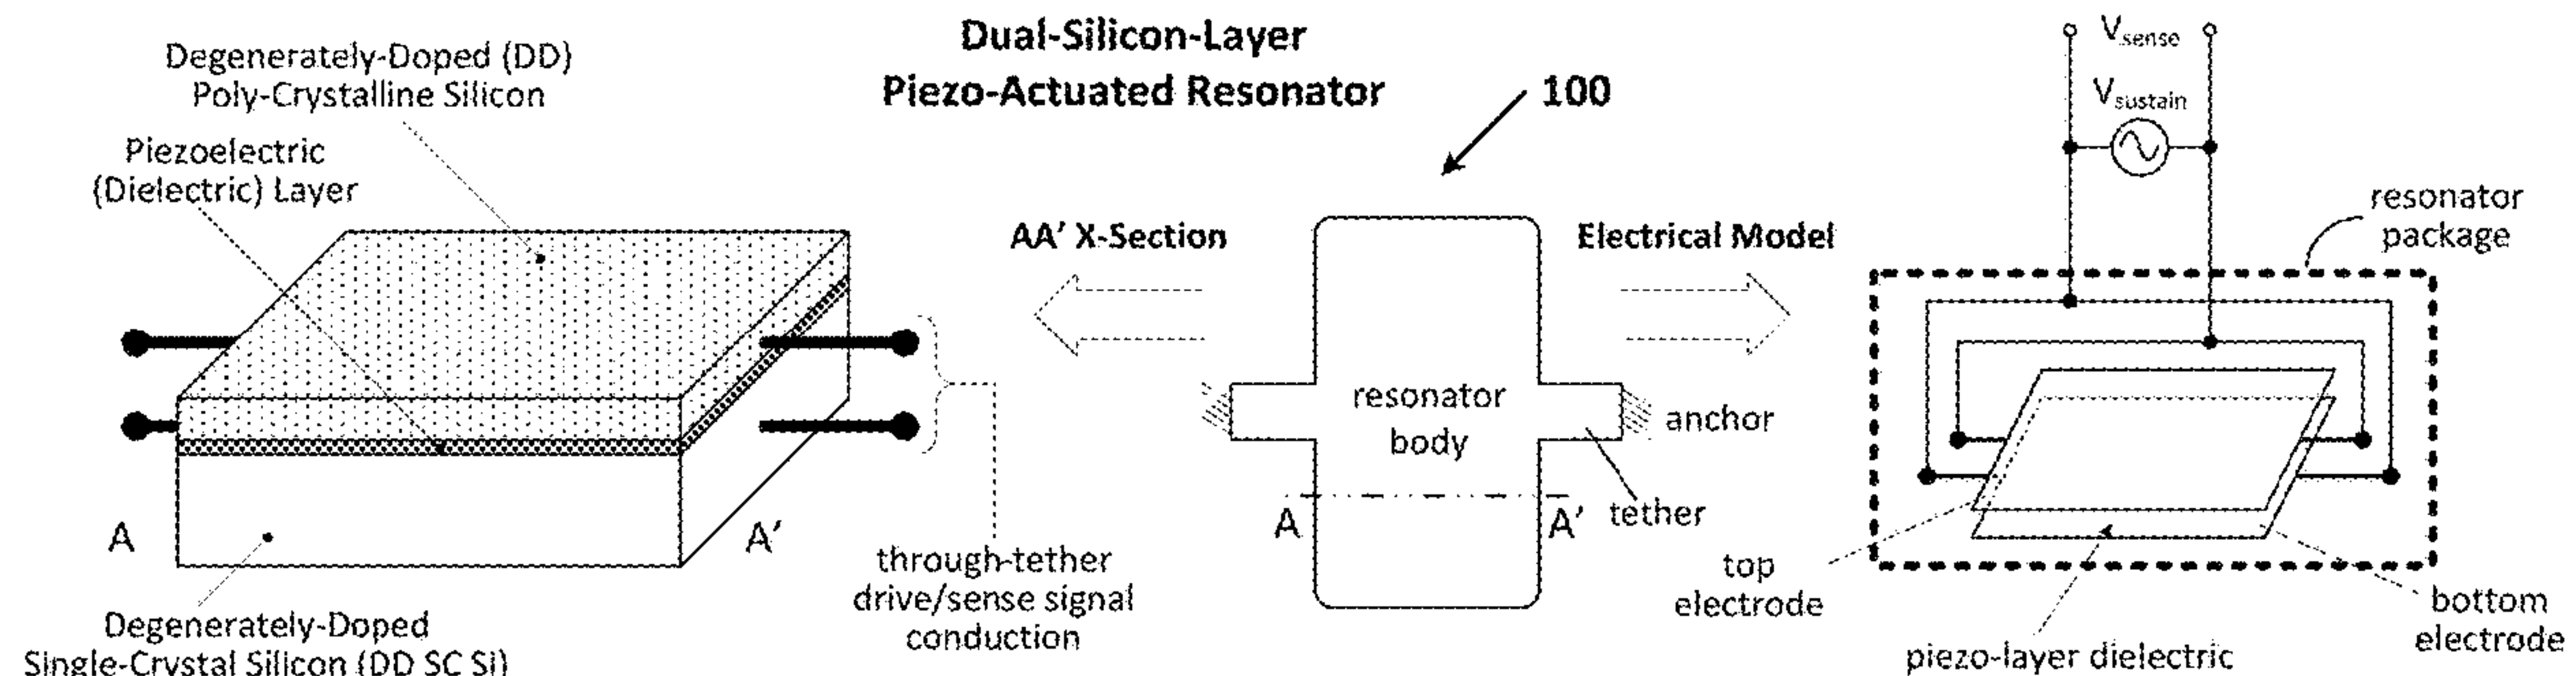 Dual-Silicon-Layer
Piezo-Actuated Resonator
100
Degenerately-Doped (DD)
Poly-Crystalline Silicon
Piezoelectric
(Dielectric) Layer
A
A'
Degenerately-Doped
Single-Crystal Silicon (DD SC Si)
through-tether
drive/sense signal
conduction
AA' X-Section
Electrical Model
resonator
body
anchor
tether
A
A'
Vsense
Vsustain
resonator
package
top
electrode
piezo-layer dielectric
bottom
electrode